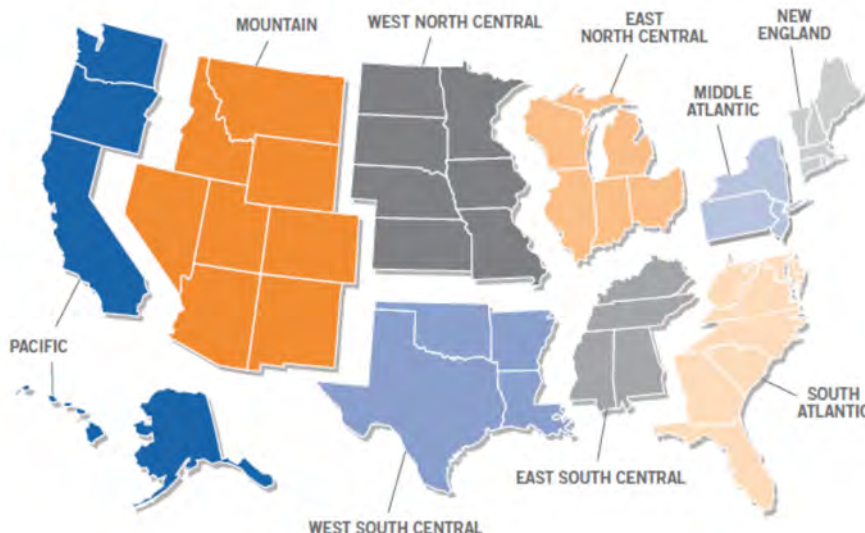 MOUNTAIN
WEST NORTH CENTRAL
EAST
NORTH CENTRAL
NEW
ENGLAND
MIDDLE
ATLANTIC
PACIFIC
SOUTH
ATLANTIC
EAST SOUTH CENTRAL
WEST SOUTH CENTRAL